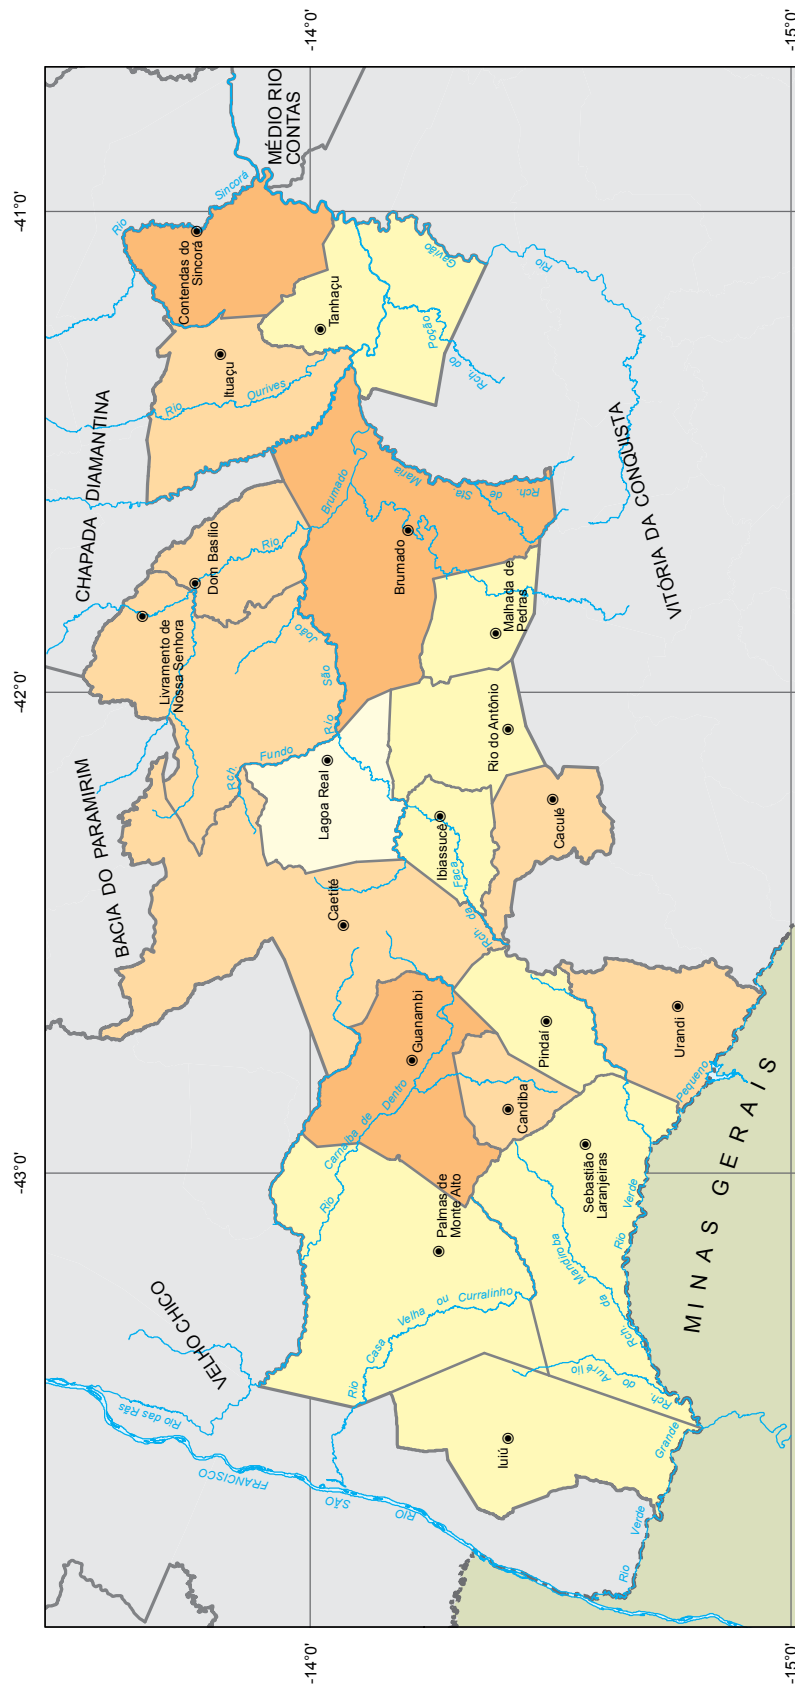 -43°0'
-42°0'
-41°0'
-14°0'
-14°0'
-15°0'
-15°0'
VELHO CHICO
BACIA DO PARAMIRIM
CHAPADA DIAMANTINA
MÉDIO RIO
CONTAS
VITÓRIA DA CONQUISTA
MINAS GERAIS
Contendas do
Sincorá
Ituaçu
Tanhaçu
Livramento de
Nossa Senhora
Dom Basílio
Brumado
Malhada de
Pedras
Rio do Antônio
Lagoa Real
Ibiassucê
Caculé
Caetité
Guanambi
Candiba
Pindaí
Urandi
Sebastião
Laranjeiras
Palmas de
Monte Alto
Iuiú
Rio
Sincorá
Rio
Ourives
Gavião
Rio
Rch. do
Poção
Rio
Brumado
Rch. de
Sta
Maria
Rio
São
João
Rch.
Fundo
Rch. da
Faca
Rio
Carnaíba de
Dentro
Rio
Casa
Velha
ou
Curralinho
Rch.
da
Mandiroba
Rch.
do
Aurélio
Rio
Verde
Pequeno
Rio
Verde
Grande
Rio das Rãs
RIO
SÃO
FRANCISCO